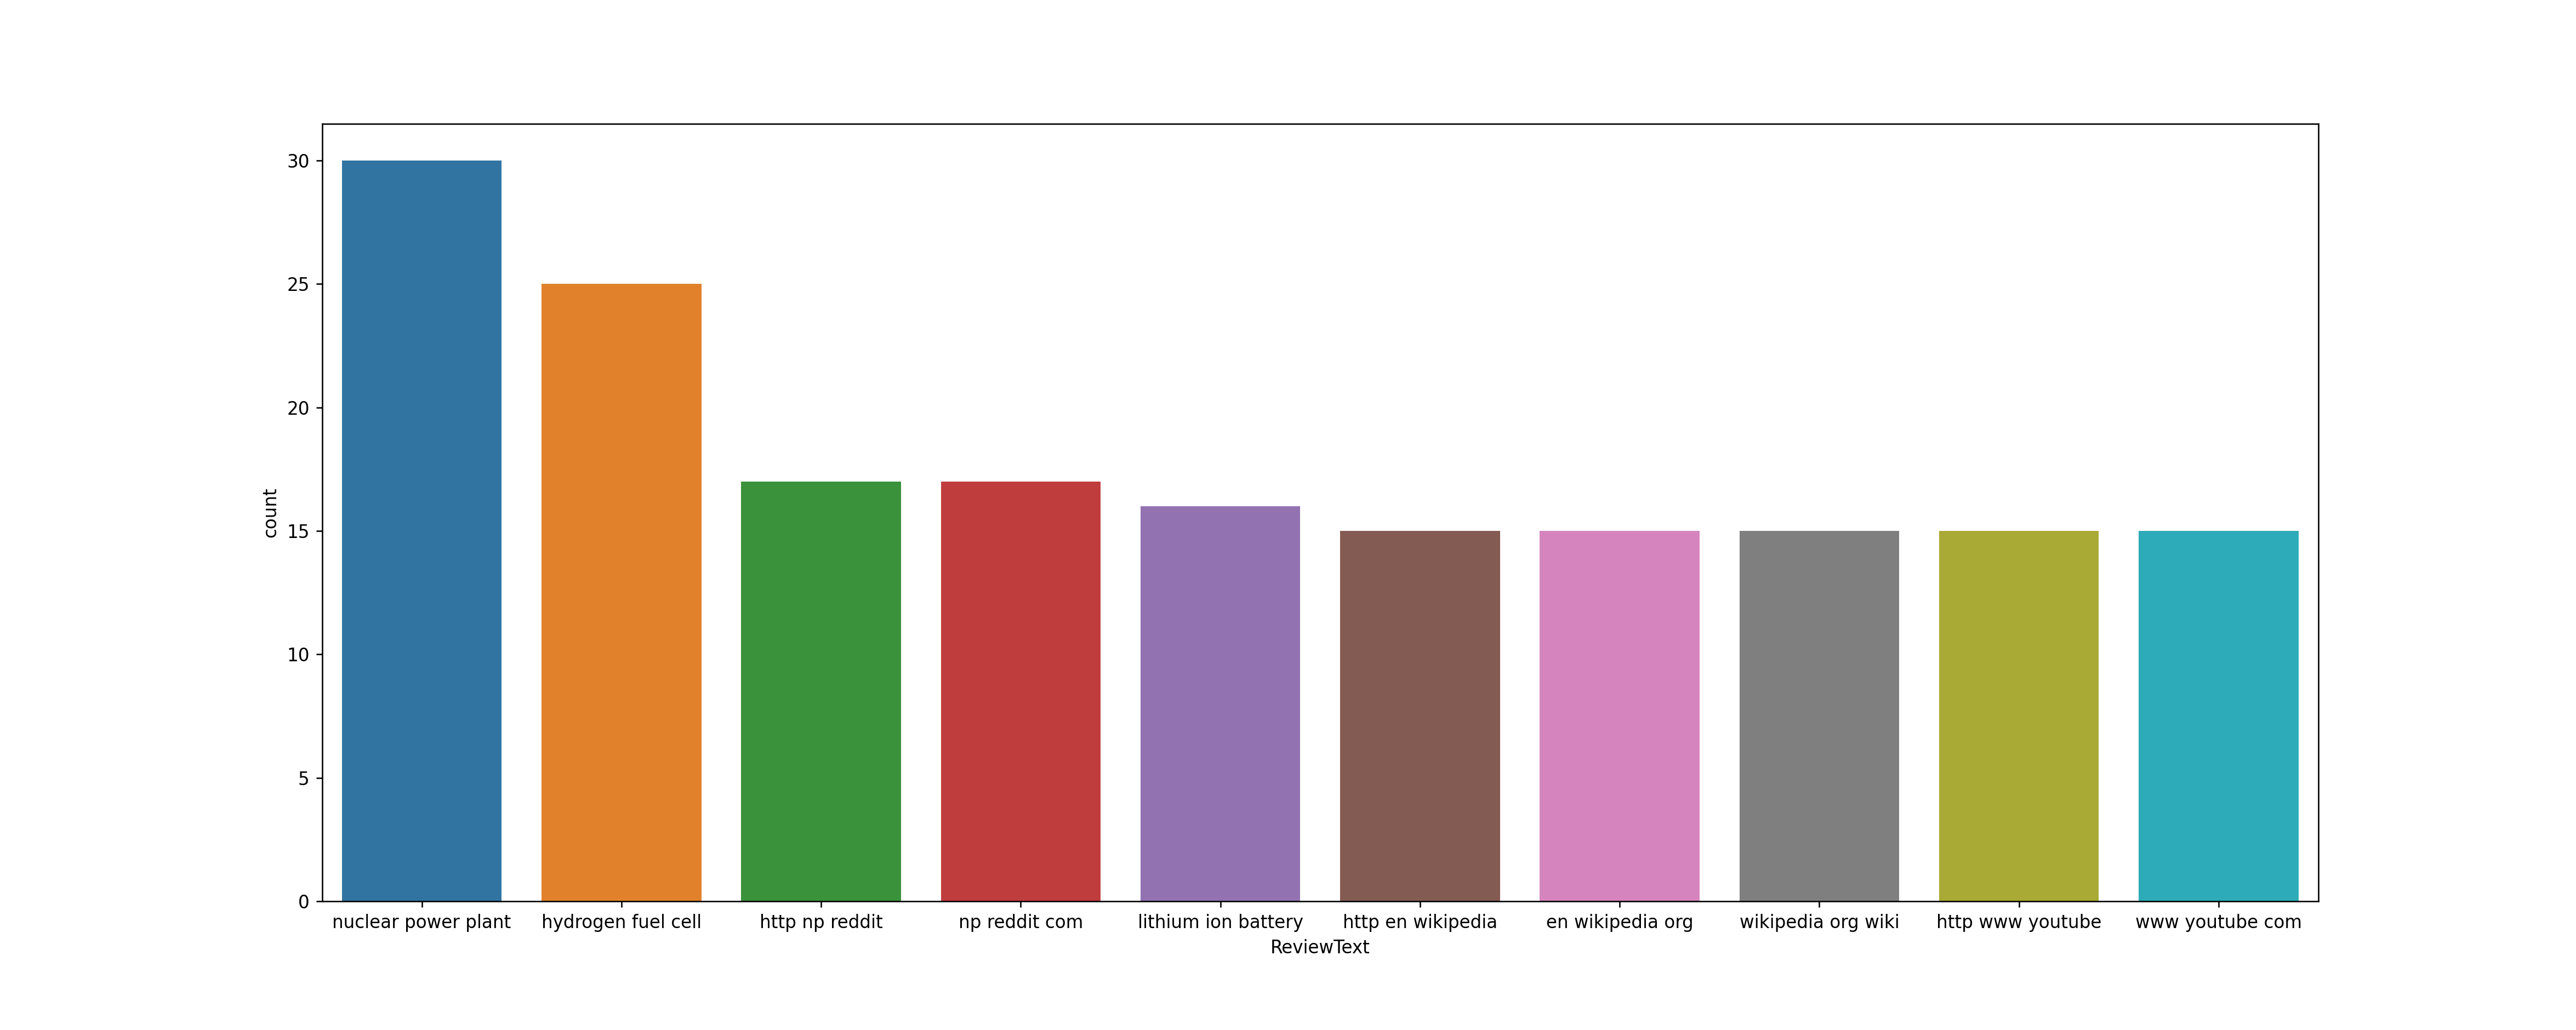 30
25
20
15
10
5
0
count
nuclear power plant
hydrogen fuel cell
http np reddit
np reddit com
lithium ion battery
http en wikipedia
en wikipedia org
wikipedia org wiki
http www youtube
www youtube com
ReviewText